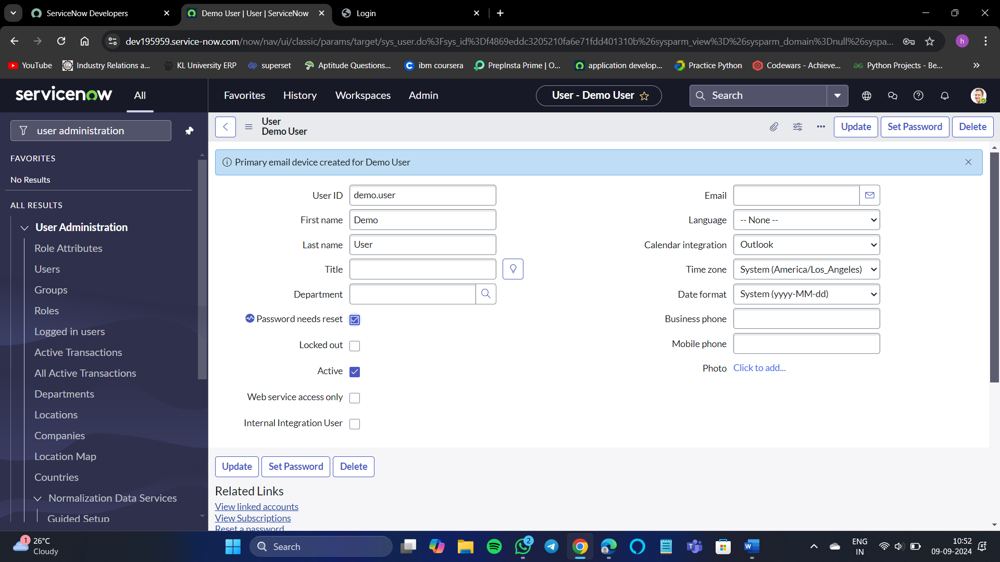 ServiceNow Developers
Demo User | User | ServiceNow
Login
dev195959.service-now.com/now/nav/ui/classic/params/target/sys_user.do%3Fsys_id%3Df4869eddc3205210fa6e71fdd401310b%26sysparm_view%3D%26sysparm_domain%3Dnull%26syspa...
h
YouTube
Industry Relations a...
KL University ERP
superset
Aptitude Questions...
ibm coursera
PrepInsta Prime | O...
application develop...
Practice Python
Codewars - Achieve...
Python Projects - Be...
servicenow
All
Favorites
History
Workspaces
Admin
User - Demo User
Search
user administration
FAVORITES
No Results
ALL RESULTS
User Administration
Role Attributes
Users
Groups
Roles
Logged in users
Active Transactions
All Active Transactions
Departments
Locations
Companies
Location Map
Countries
Normalization Data Services
Guided Setup
User
Demo User
Update
Set Password
Delete
Primary email device created for Demo User
User ID demo.user
First name Demo
Last name User
Title
Department
Password needs reset
Locked out
Active
Web service access only
Internal Integration User
Email
Language -- None --
Calendar integration Outlook
Time zone System (America/Los_Angeles)
Date format System (yyyy-MM-dd)
Business phone
Mobile phone
Photo Click to add...
Update
Set Password
Delete
Related Links
View linked accounts
View Subscriptions
Reset a password
1
26°C
Cloudy
Search
2
ENG
IN
10:52
09-09-2024